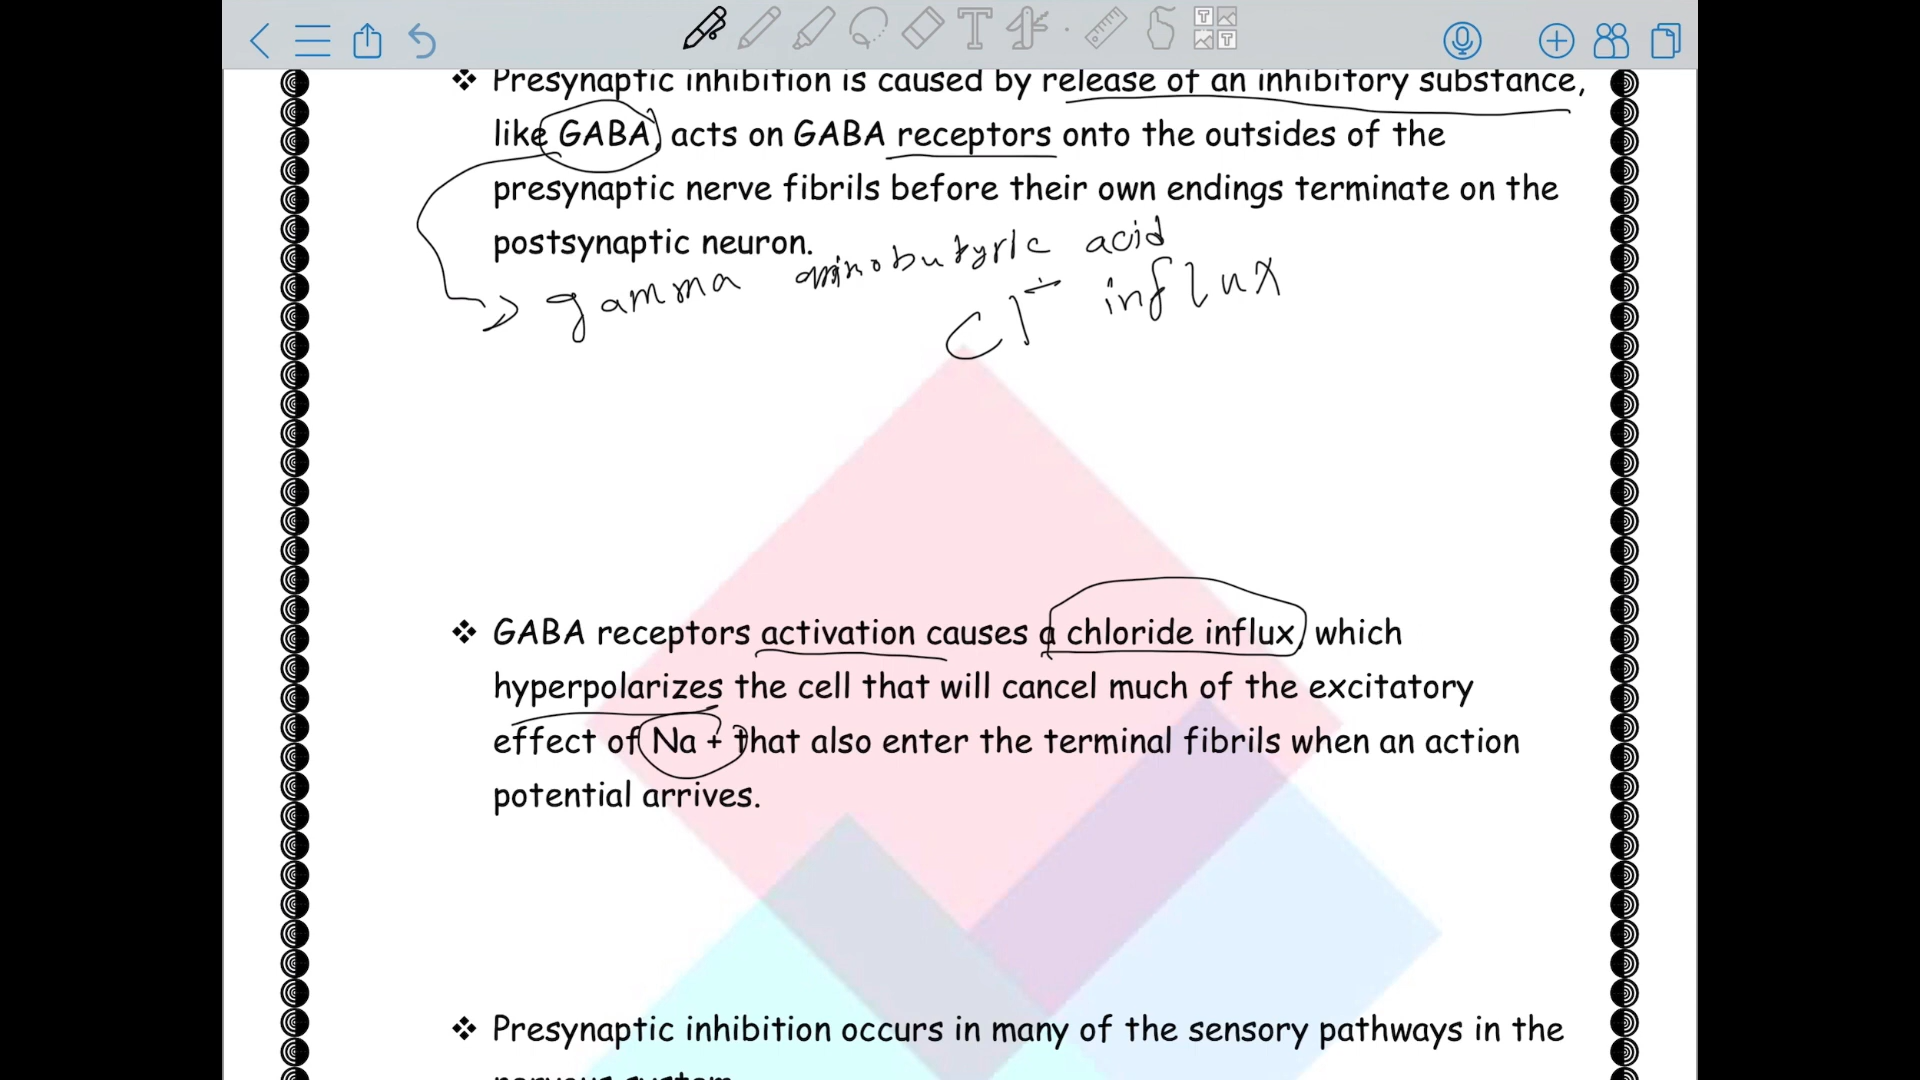 ❖ Presynaptic inhibition is caused by release of an inhibitory substance,
like GABA, acts on GABA receptors onto the outsides of the
presynaptic nerve fibrils before their own endings terminate on the
postsynaptic neuron.
gamma aminobutyric acid
Cl- influx
❖ GABA receptors activation causes a chloride influx, which
hyperpolarizes the cell that will cancel much of the excitatory
effect of Na + that also enter the terminal fibrils when an action
potential arrives.
❖ Presynaptic inhibition occurs in many of the sensory pathways in the
nervous system.